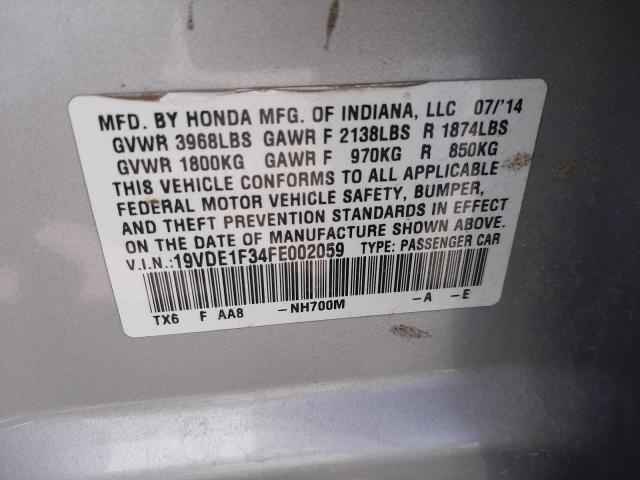 MFD. BY HONDA MFG. OF INDIANA, LLC 07/'14
GVWR 3968LBS GAWR F 2138LBS R 1874LBS
GVWR 1800KG GAWR F 970KG R 850KG
THIS VEHICLE CONFORMS TO ALL APPLICABLE
FEDERAL MOTOR VEHICLE SAFETY, BUMPER,
AND THEFT PREVENTION STANDARDS IN EFFECT
ON THE DATE OF MANUFACTURE SHOWN ABOVE.
V.I.N.:19VDE1F34FE002059 TYPE: PASSENGER CAR
TX6 F AA8 -NH700M -A -E